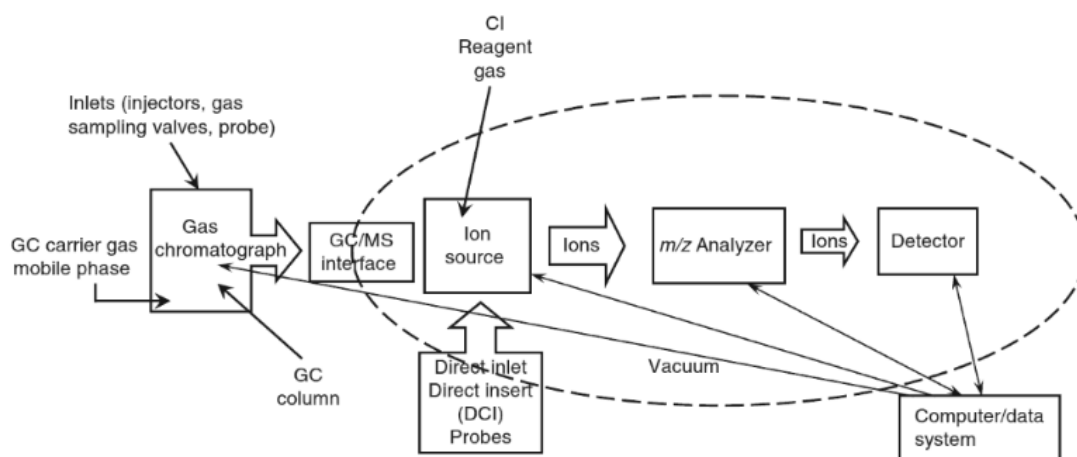 CI
Reagent
gas
Inlets (injectors, gas
sampling valves, probe)
GC carrier gas
mobile phase
Gas
chromatograph
GC/MS
interface
Ion
source
Ions
m/z Analyzer
Ions
Detector
GC
column
Direct inlet
Direct insert
(DCI)
Probes
Vacuum
Computer/data
system